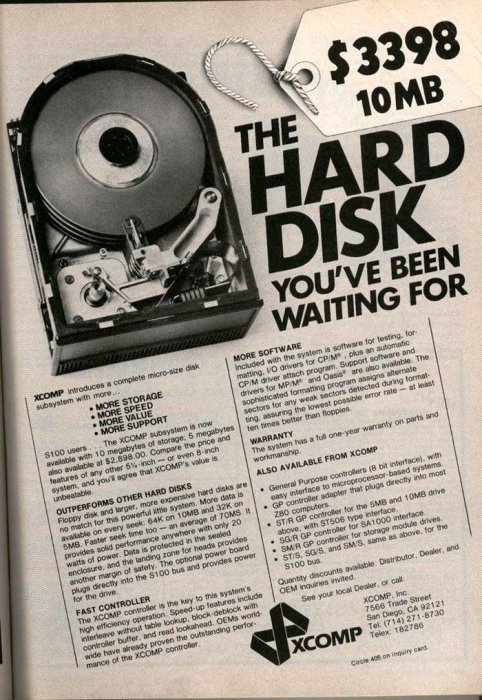 $3398
10MB
THE
HARD
DISK
YOU'VE BEEN
WAITING FOR
XCOMP introduces a complete micro-size disk
subsystem with more...
• MORE STORAGE
• MORE SPEED
• MORE VALUE
• MORE SUPPORT
S100 users . . . The XCOMP subsystem is now
available with 10 megabytes of storage; 5 megabytes
also available at $2,898.00. Compare the price and
features of any other 5¼-inch — or even 8-inch
system, and you'll agree that XCOMP's value is
unbeatable.
OUTPERFORMS OTHER HARD DISKS
Floppy disk and larger, more expensive hard disks are
no match for this powerful little system. More data is
available on every seek. 64K on 10MB and 32K on
5MB. Faster seek time too — an average of 70MS. It
provides solid performance anywhere with only 20
watts of power. Data is protected in the sealed
enclosure, and the landing zone for heads provides
another margin of safety. The optional power board
plugs directly into the S100 bus and provides power
for the drive.
FAST CONTROLLER
The XCOMP controller is the key to this system's
high efficiency operation. Speed-up features include
interleave without table lookup, block deblock with
controller buffer, and read lookahead. OEMs world-
wide have already proven the outstanding perfor-
mance of the XCOMP controller.
MORE SOFTWARE
Included with the system is software for testing, for-
matting, I/O drivers for CP/M®, plus an automatic
CP/M driver attach program. Support software and
drivers for MP/M® and Oasis® are also available. The
sophisticated formatting program assigns alternate
sectors for any weak sectors detected during format-
ting, assuring the lowest possible error rate — at least
ten times better than floppies.
WARRANTY
The system has a full one-year warranty on parts and
workmanship.
ALSO AVAILABLE FROM XCOMP
• General Purpose controllers (8 bit interface), with
easy interface to microprocessor-based systems.
• GP controller adapter that plugs directly into most
Z80 computers.
• ST/R GP controller for the 5MB and 10MB drive
above, with ST506 type interface.
• SG/R GP controller for SA1000 interface.
• SM/R GP controller for storage module drives.
• ST/S, SG/S, and SM/S, same as above, for the
S100 bus.
Quantity discounts available. Distributor, Dealer, and
OEM inquiries invited.
See your local Dealer, or call:
XCOMP
XCOMP, Inc
7566 Trade Street
San Diego, CA 92121
Tel: (714) 271-8730
Telex: 182786
Circle 405 on inquiry card.